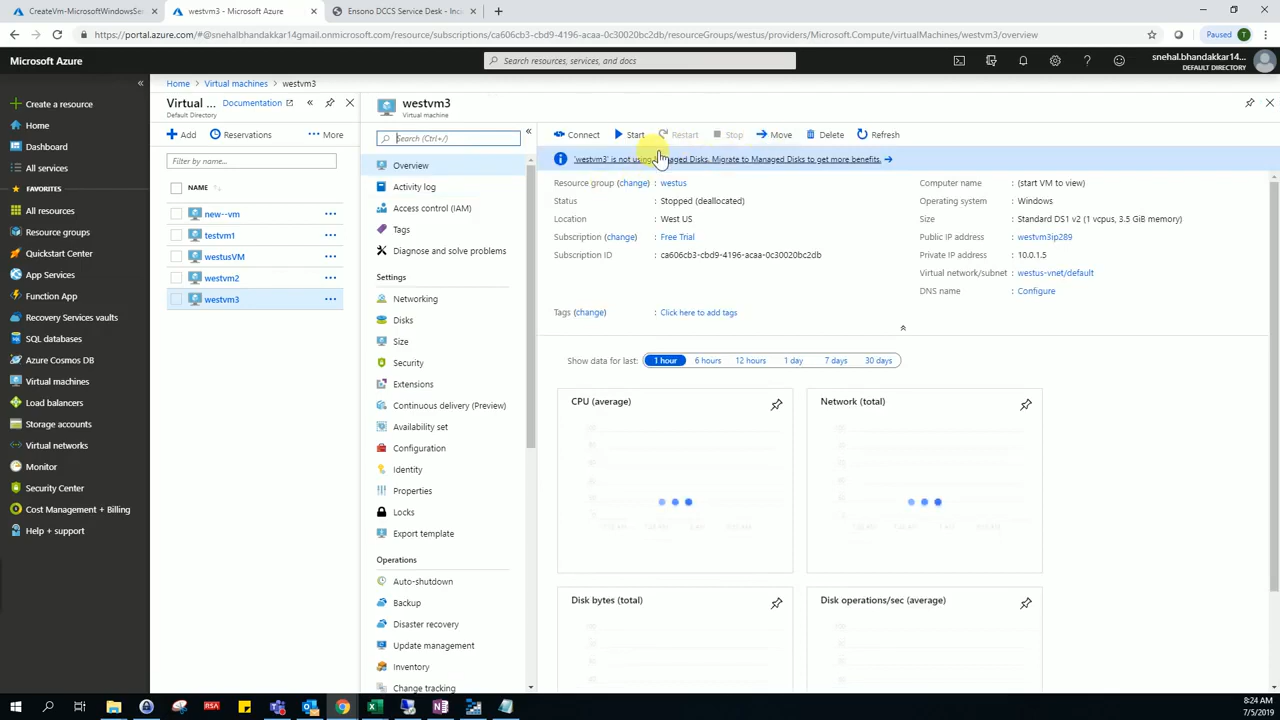 CreateVm-MicrosoftWindowsSe
westvm3 - Microsoft Azure
Ensono DCCS Service Desk - Inc
https://portal.azure.com/#@snehalbhandakkar14gmail.onmicrosoft.com/resource/subscriptions/ca606cb3-cbd9-4196-acaa-0c30020bc2db/resourceGroups/westus/providers/Microsoft.Compute/virtualMachines/westvm3/overview
Paused
T
Microsoft Azure
Search resources, services, and docs
snehal.bhandakkar14...
DEFAULT DIRECTORY
Create a resource
Home
Dashboard
All services
FAVORITES
All resources
Resource groups
Quickstart Center
App Services
Function App
Recovery Services vaults
SQL databases
Azure Cosmos DB
Virtual machines
Load balancers
Storage accounts
Virtual networks
Monitor
Security Center
Cost Management + Billing
Help + support
Home
Virtual machines
westvm3
Virtual ...
Documentation
Default Directory
Add
Reservations
More
Filter by name...
NAME
new--vm
testvm1
westusVM
westvm2
westvm3
westvm3
Virtual machine
Search (Ctrl+/)
Overview
Activity log
Access control (IAM)
Tags
Diagnose and solve problems
Settings
Networking
Disks
Size
Security
Extensions
Continuous delivery (Preview)
Availability set
Configuration
Identity
Properties
Locks
Export template
Operations
Auto-shutdown
Backup
Disaster recovery
Update management
Inventory
Change tracking
Connect
Start
Restart
Stop
Move
Delete
Refresh
'westvm3' is not using Managed Disks. Migrate to Managed Disks to get more benefits.
Resource group (change) : westus
Status : Stopped (deallocated)
Location : West US
Subscription (change) : Free Trial
Subscription ID : ca606cb3-cbd9-4196-acaa-0c30020bc2db
Computer name : (start VM to view)
Operating system : Windows
Size : Standard DS1 v2 (1 vcpus, 3.5 GiB memory)
Public IP address : westvm3ip289
Private IP address : 10.0.1.5
Virtual network/subnet : westus-vnet/default
DNS name : Configure
Tags (change) : Click here to add tags
Show data for last:
1 hour
6 hours
12 hours
1 day
7 days
30 days
CPU (average)
Network (total)
Disk bytes (total)
Disk operations/sec (average)
RSA
8:24 AM
7/5/2019